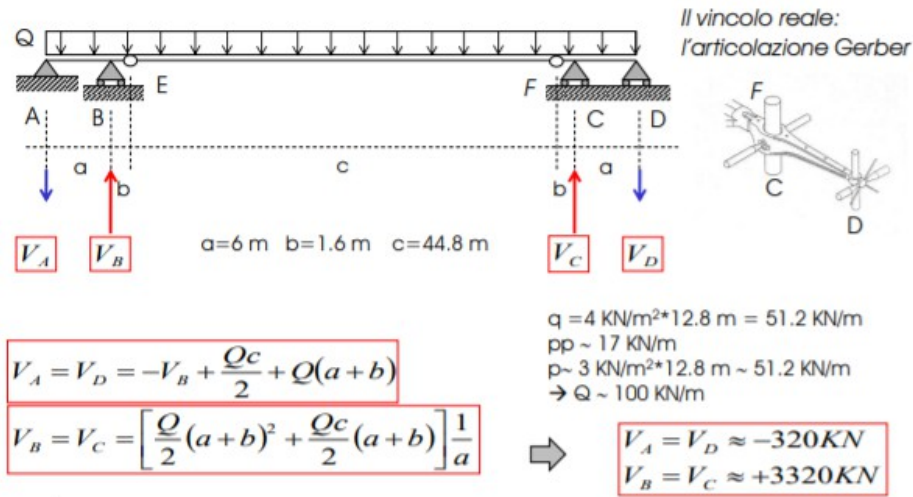 Il vincolo reale:
l'articolazione Gerber
Q
E
F
A
B
C
D
a
b
c
b
a
F
C
D
V_A
V_B
a=6 m b=1.6 m c=44.8 m
V_C
V_D
q =4 KN/m²*12.8 m = 51.2 KN/m
pp ~ 17 KN/m
p~ 3 KN/m²*12.8 m ~ 51.2 KN/m
→ Q ~ 100 KN/m
V_A = V_D = -V_B + Qc/2 + Q(a+b)
V_B = V_C = [Q/2 (a+b)² + Qc/2 (a+b)] 1/a
V_A = V_D ≈ -320KN
V_B = V_C ≈ +3320KN